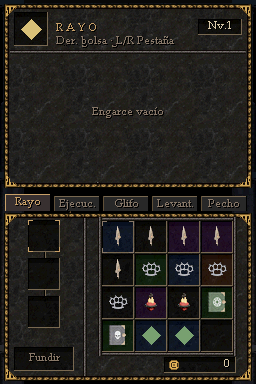 RAYO
Nv.1
Der. bolsa · L/R Pestaña
Engarce vacío
Rayo
Ejecuc.
Glifo
Levant.
Pecho
Fundir
0